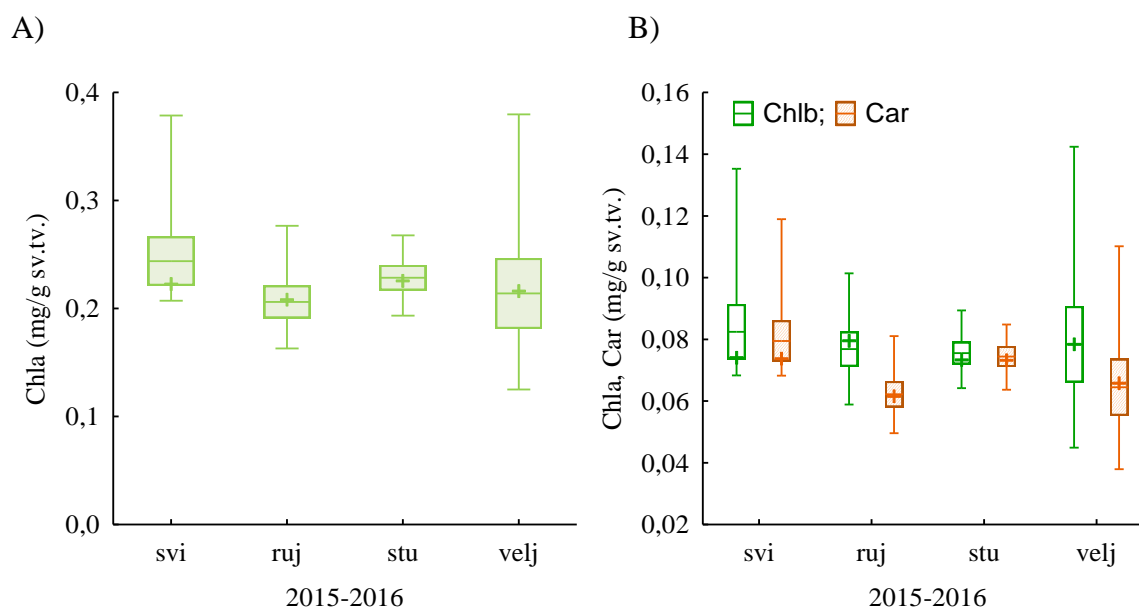 A)
Chla (mg/g sv.tv.)
0,4
0,3
0,2
0,1
0,0
svi ruj stu velj
2015-2016
B)
Chla, Car (mg/g sv.tv.)
Chlb; Car
0,16
0,14
0,12
0,10
0,08
0,06
0,04
0,02
svi ruj stu velj
2015-2016